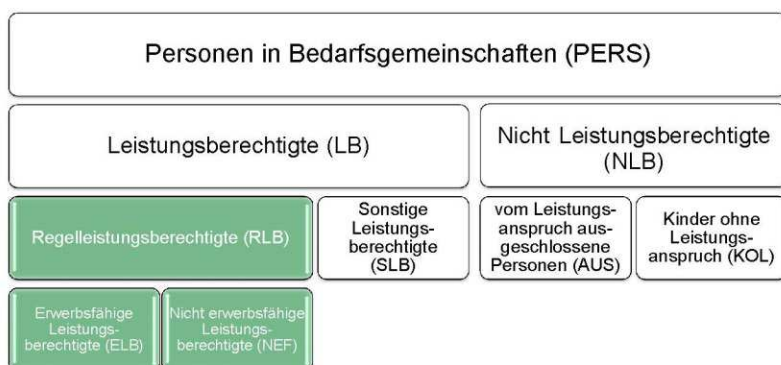 Personen in Bedarfsgemeinschaften (PERS)
Leistungsberechtigte (LB)
Nicht Leistungsberechtigte
(NLB)
Regelleistungsberechtigte (RLB)
Sonstige
Leistungs-
berechtigte
(SLB)
vom Leistungs-
anspruch aus-
geschlossene
Personen (AUS)
Kinder ohne
Leistungs-
anspruch (KOL)
Erwerbsfähige
Leistungs-
berechtigte (ELB)
Nicht erwerbsfähige
Leistungs-
berechtigte (NEF)